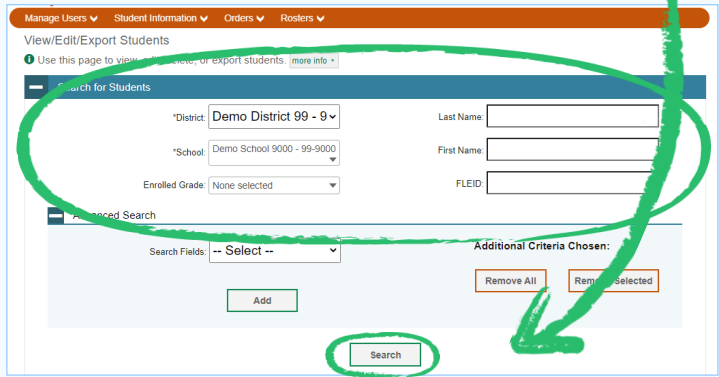 Manage Users Student Information Orders Rosters
View/Edit/Export Students
Use this page to view, edit, delete, or export students. more info
Search for Students
*District: Demo District 99 - 9
Last Name:
*School: Demo School 9000 - 99-9000
First Name:
Enrolled Grade: None selected
FLEID:
Advanced Search
Search Fields: -- Select --
Additional Criteria Chosen:
Add
Remove All
Remove Selected
Search